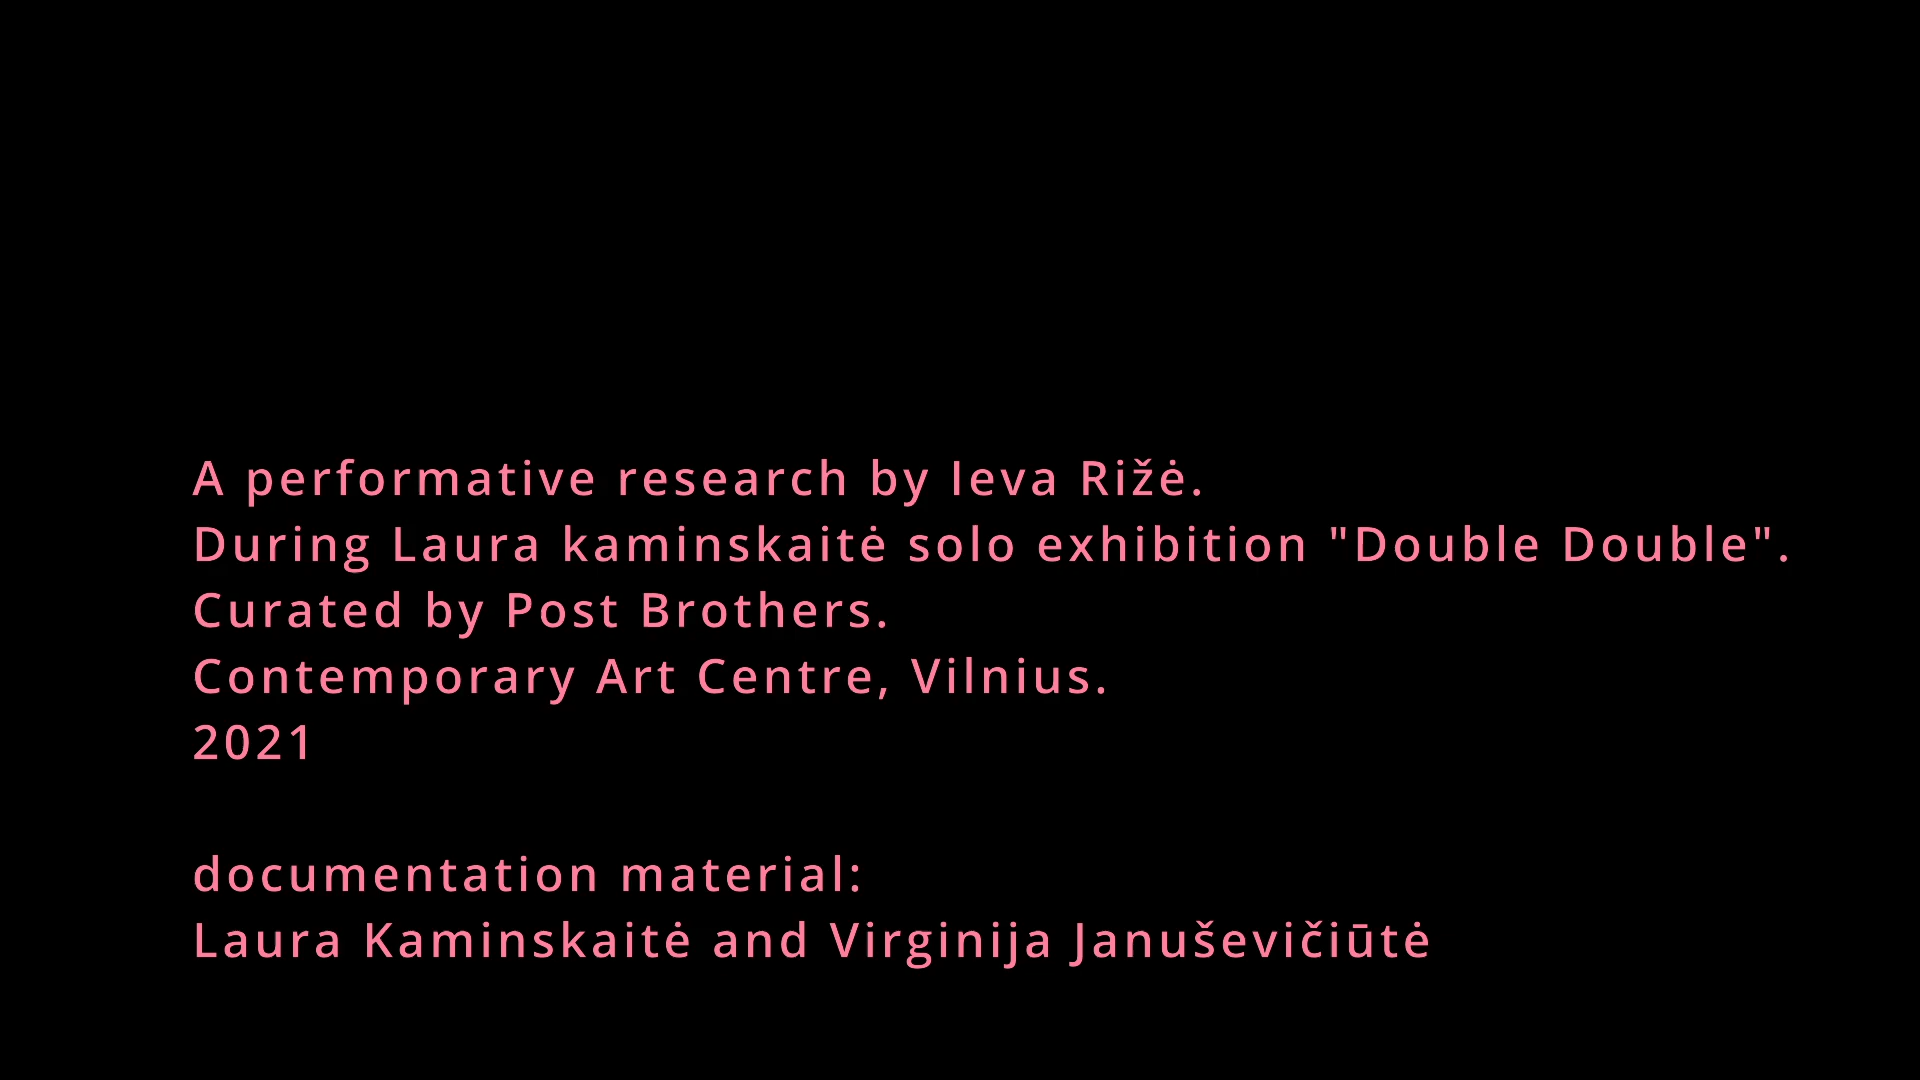 A performative research by Ieva Rižė.
During Laura kaminskaitė solo exhibition "Double Double".
Curated by Post Brothers.
Contemporary Art Centre, Vilnius.
2021
documentation material:
Laura Kaminskaitė and Virginija Januševičiūtė